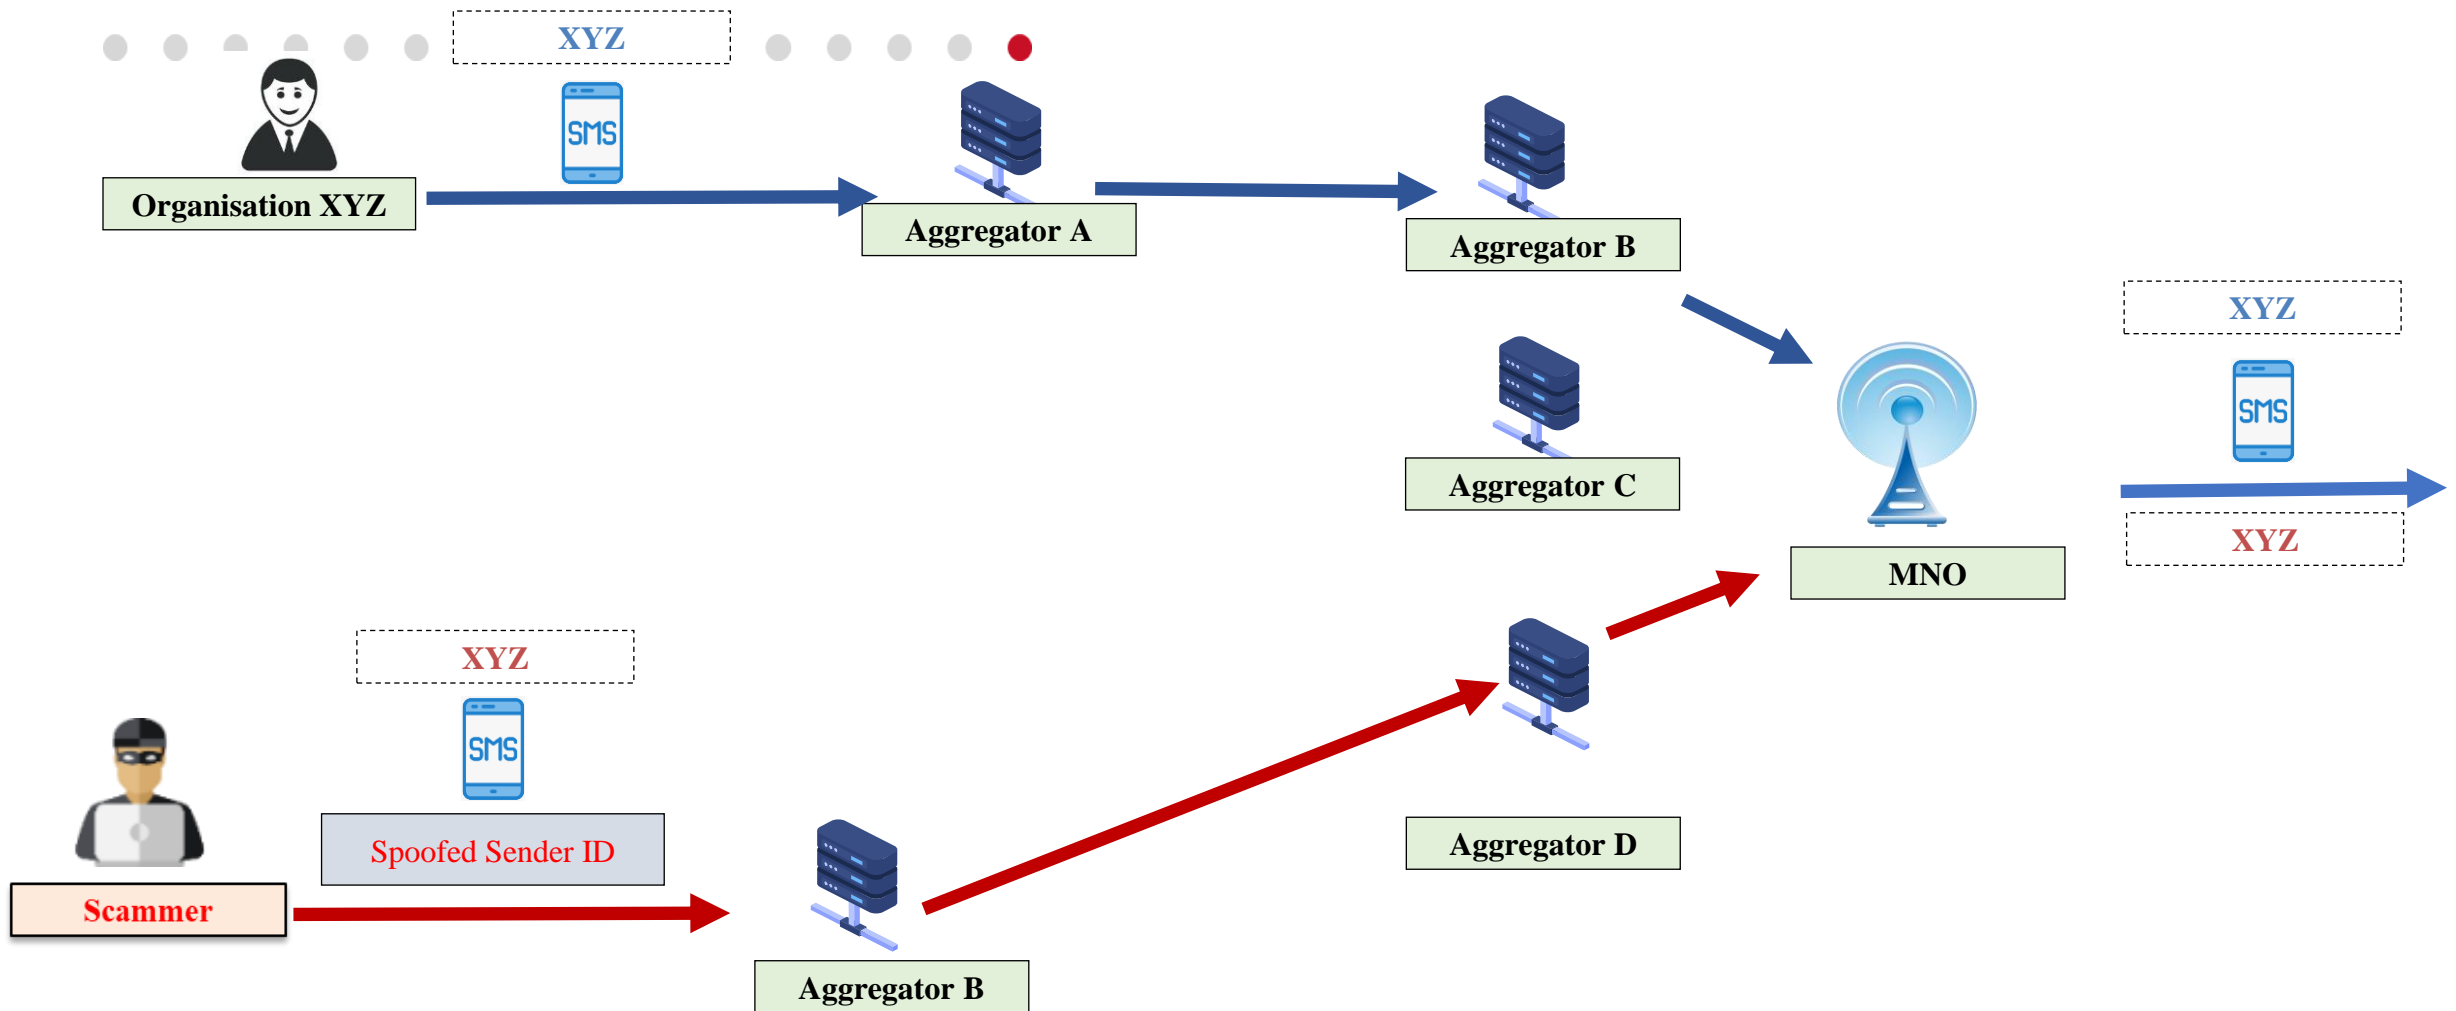 XYZ
SMS
Organisation XYZ
Aggregator A
Aggregator B
XYZ
SMS
Aggregator C
XYZ
MNO
XYZ
SMS
Spoofed Sender ID
Aggregator D
Scammer
Aggregator B